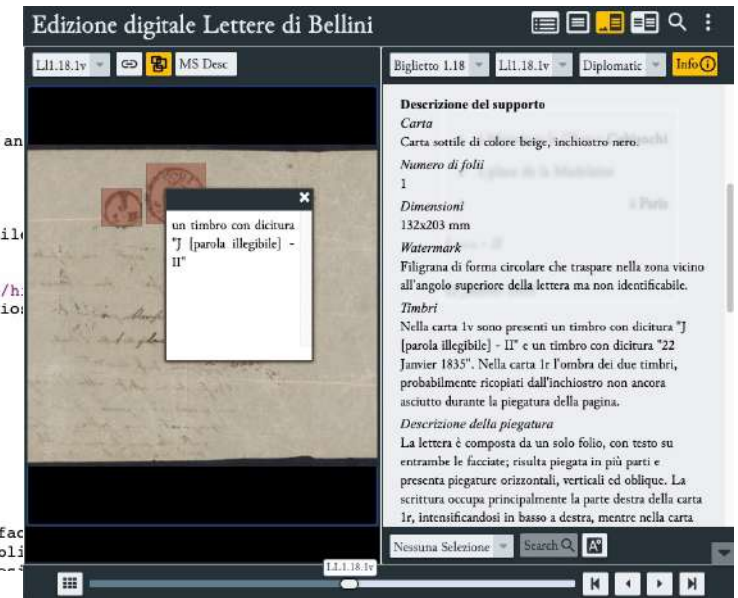 Edizione digitale Lettere di Bellini
LI1.18.1v
MS Desc
Biglietto 1.18
LI1.18.1v
Diplomatic
Info
un timbro con dicitura
"J [parola illegibile] -
II"
Descrizione del supporto
Carta
Carta sottile di colore beige, inchiostro nero.
Numero di folii
1
Dimensioni
132x203 mm
Watermark
Filigrana di forma circolare che traspare nella zona vicino
all'angolo superiore della lettera ma non identificabile.
Timbri
Nella carta 1v sono presenti un timbro con dicitura "J
[parola illegibile] - II" e un timbro con dicitura "22
Janvier 1835". Nella carta 1r l'ombra dei due timbri,
probabilmente ricopiati dall'inchiostro non ancora
asciutto durante la piegatura della pagina.
Descrizione della piegatura
La lettera è composta da un solo folio, con testo su
entrambe le facciate; risulta piegata in più parti e
presenta piegature orizzontali, verticali ed oblique. La
scrittura occupa principalmente la parte destra della carta
1r, intensificandosi in basso a destra, mentre nella carta
Nessuna Selezione
Search
LL1.18.1v
an
ile
/hi
io
fac
oli